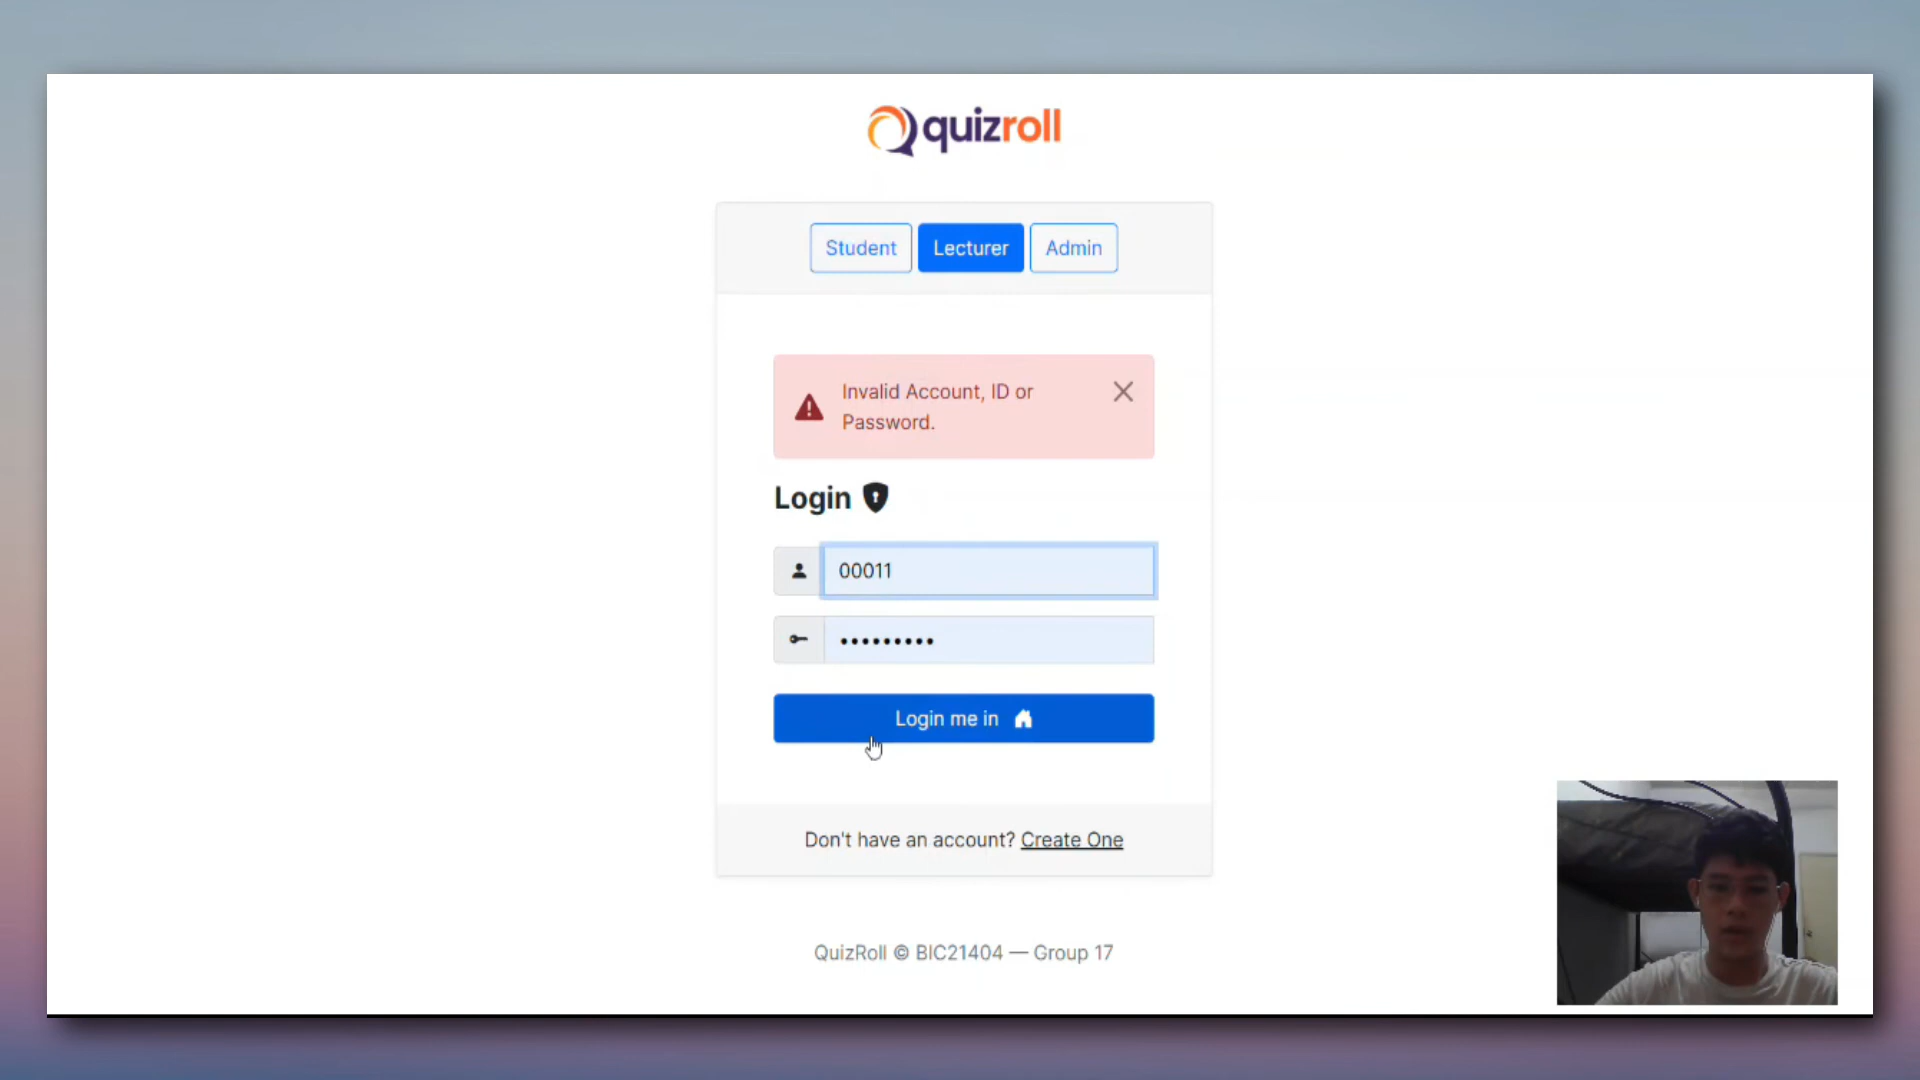 quizroll
Student Lecturer Admin
Invalid Account, ID or
Password.
Login
00011
•••••••••
Login me in
Don't have an account? Create One
QuizRoll © BIC21404 — Group 17